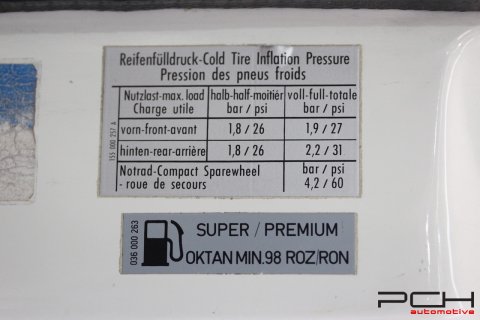 Reifenfülldruck-Cold Tire Inflation Pressure
Pression des pneus froids
Nutzlast-max. load halb-half-moitiér voll-full-totale
Charge utile bar / psi bar / psi
vorn-front-avant 1,8 / 26 1,9 / 27
hinten-rear-arrière 1,8 / 26 2,2 / 31
Notrad-Compact Sparewheel bar / psi
- roue de secours 4,2 / 60
355 000 257 A
036 000 263
SUPER / PREMIUM
OKTAN MIN.98 ROZ/RON
PCH
automotive